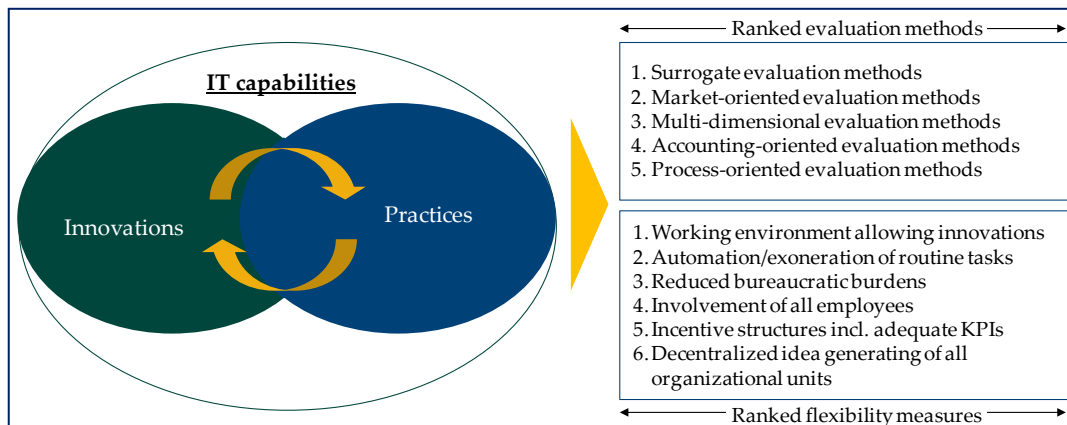 IT capabilities
Innovations
Practices
Ranked evaluation methods
1. Surrogate evaluation methods
2. Market-oriented evaluation methods
3. Multi-dimensional evaluation methods
4. Accounting-oriented evaluation methods
5. Process-oriented evaluation methods
1. Working environment allowing innovations
2. Automation/exoneration of routine tasks
3. Reduced bureaucratic burdens
4. Involvement of all employees
5. Incentive structures incl. adequate KPIs
6. Decentralized idea generating of all
organizational units
Ranked flexibility measures